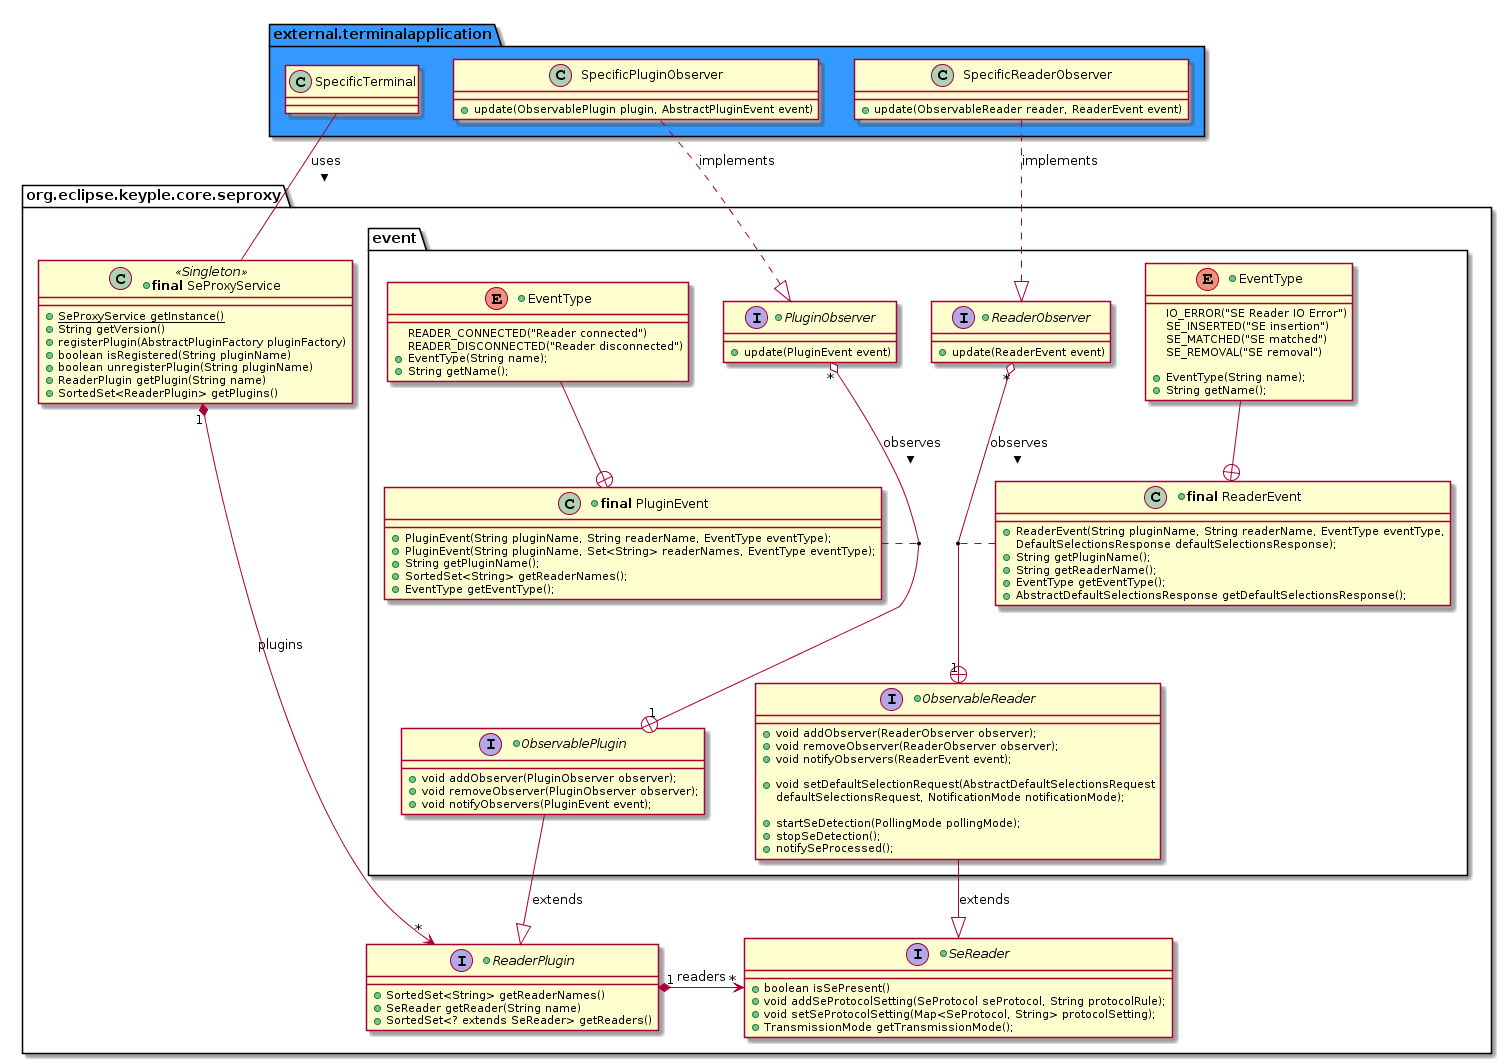 external.terminalapplication
C SpecificTerminal
C SpecificPluginObserver
update(ObservablePlugin plugin, AbstractPluginEvent event)
C SpecificReaderObserver
update(ObservableReader reader, ReaderEvent event)
uses
implements
implements
org.eclipse.keyple.core.seproxy
event
«Singleton»
C final SeProxyService
SeProxyService getInstance()
String getVersion()
registerPlugin(AbstractPluginFactory pluginFactory)
boolean isRegistered(String pluginName)
boolean unregisterPlugin(String pluginName)
ReaderPlugin getPlugin(String name)
SortedSet<ReaderPlugin> getPlugins()
E EventType
READER_CONNECTED("Reader connected")
READER_DISCONNECTED("Reader disconnected")
EventType(String name);
String getName();
I PluginObserver
update(PluginEvent event)
I ReaderObserver
update(ReaderEvent event)
E EventType
IO_ERROR("SE Reader IO Error")
SE_INSERTED("SE insertion")
SE_MATCHED("SE matched")
SE_REMOVAL("SE removal")
EventType(String name);
String getName();
1
*
*
observes
observes
C final PluginEvent
PluginEvent(String pluginName, String readerName, EventType eventType);
PluginEvent(String pluginName, Set<String> readerNames, EventType eventType);
String getPluginName();
SortedSet<String> getReaderNames();
EventType getEventType();
C final ReaderEvent
ReaderEvent(String pluginName, String readerName, EventType eventType,
DefaultSelectionsResponse defaultSelectionsResponse);
String getPluginName();
String getReaderName();
EventType getEventType();
AbstractDefaultSelectionsResponse getDefaultSelectionsResponse();
plugins
1
1
I ObservablePlugin
void addObserver(PluginObserver observer);
void removeObserver(PluginObserver observer);
void notifyObservers(PluginEvent event);
I ObservableReader
void addObserver(ReaderObserver observer);
void removeObserver(ReaderObserver observer);
void notifyObservers(ReaderEvent event);
void setDefaultSelectionRequest(AbstractDefaultSelectionsRequest
defaultSelectionsRequest, NotificationMode notificationMode);
startSeDetection(PollingMode pollingMode);
stopSeDetection();
notifySeProcessed();
extends
extends
*
I ReaderPlugin
SortedSet<String> getReaderNames()
SeReader getReader(String name)
SortedSet<? extends SeReader> getReaders()
1 readers *
I SeReader
boolean isSePresent()
void addSeProtocolSetting(SeProtocol seProtocol, String protocolRule);
void setSeProtocolSetting(Map<SeProtocol, String> protocolSetting);
TransmissionMode getTransmissionMode();